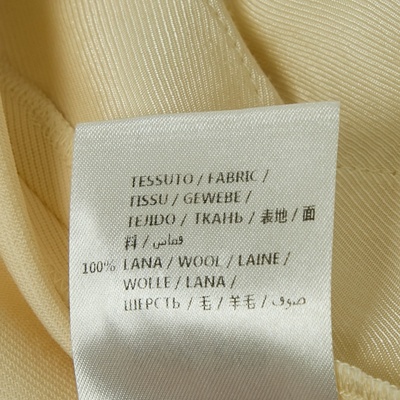 TESSUTO / FABRIC /
TISSU / GEWEBE /
TEJIDO / ТКАНЬ / 表地 / 面
料 / قماش /
100% LANA / WOOL / LAINE /
WOLLE / LANA /
ШЕРСТЬ / 毛 / 羊毛 / صوف /